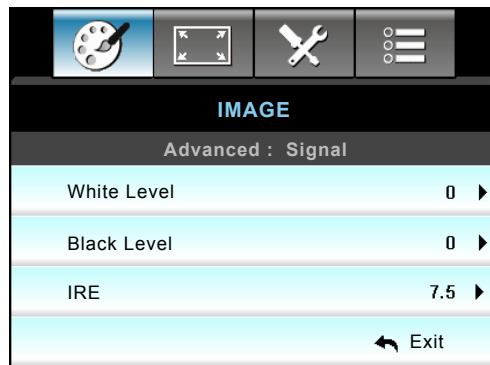 IMAGE
Advanced : Signal
White Level 0
Black Level 0
IRE 7.5
Exit